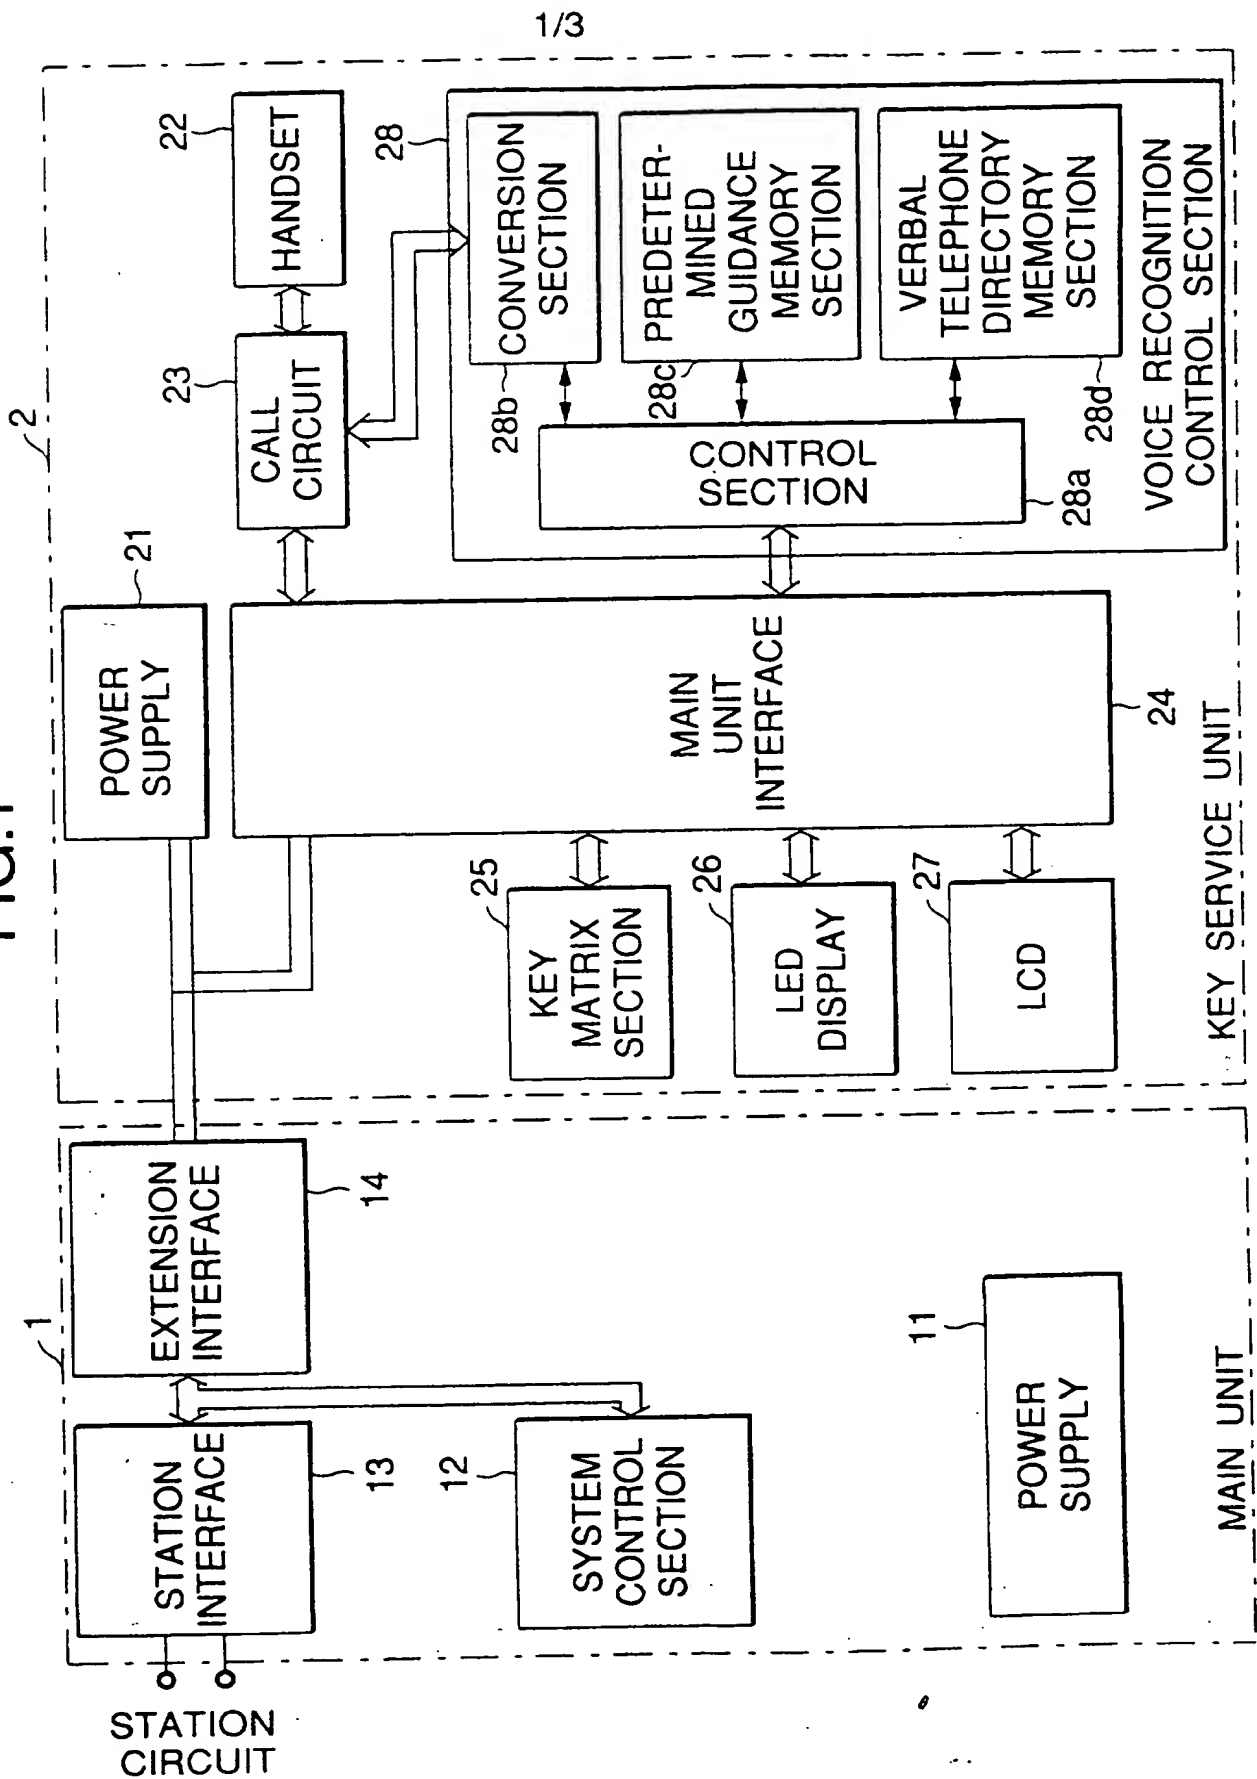 1/3
FIG.1
1
MAIN UNIT
STATION
CIRCUIT
STATION
INTERFACE
13
EXTENSION
INTERFACE
14
SYSTEM
CONTROL
SECTION
12
POWER
SUPPLY
11
2
KEY SERVICE UNIT
POWER
SUPPLY
21
HANDSET
22
CALL
CIRCUIT
23
MAIN
UNIT
INTERFACE
24
KEY
MATRIX
SECTION
25
LED
DISPLAY
26
LCD
27
28
CONVERSION
SECTION
28b
PREDETER-
MINED
GUIDANCE
MEMORY
SECTION
28c
VERBAL
TELEPHONE
DIRECTORY
MEMORY
SECTION
28d
CONTROL
SECTION
28a
VOICE RECOGNITION
CONTROL SECTION